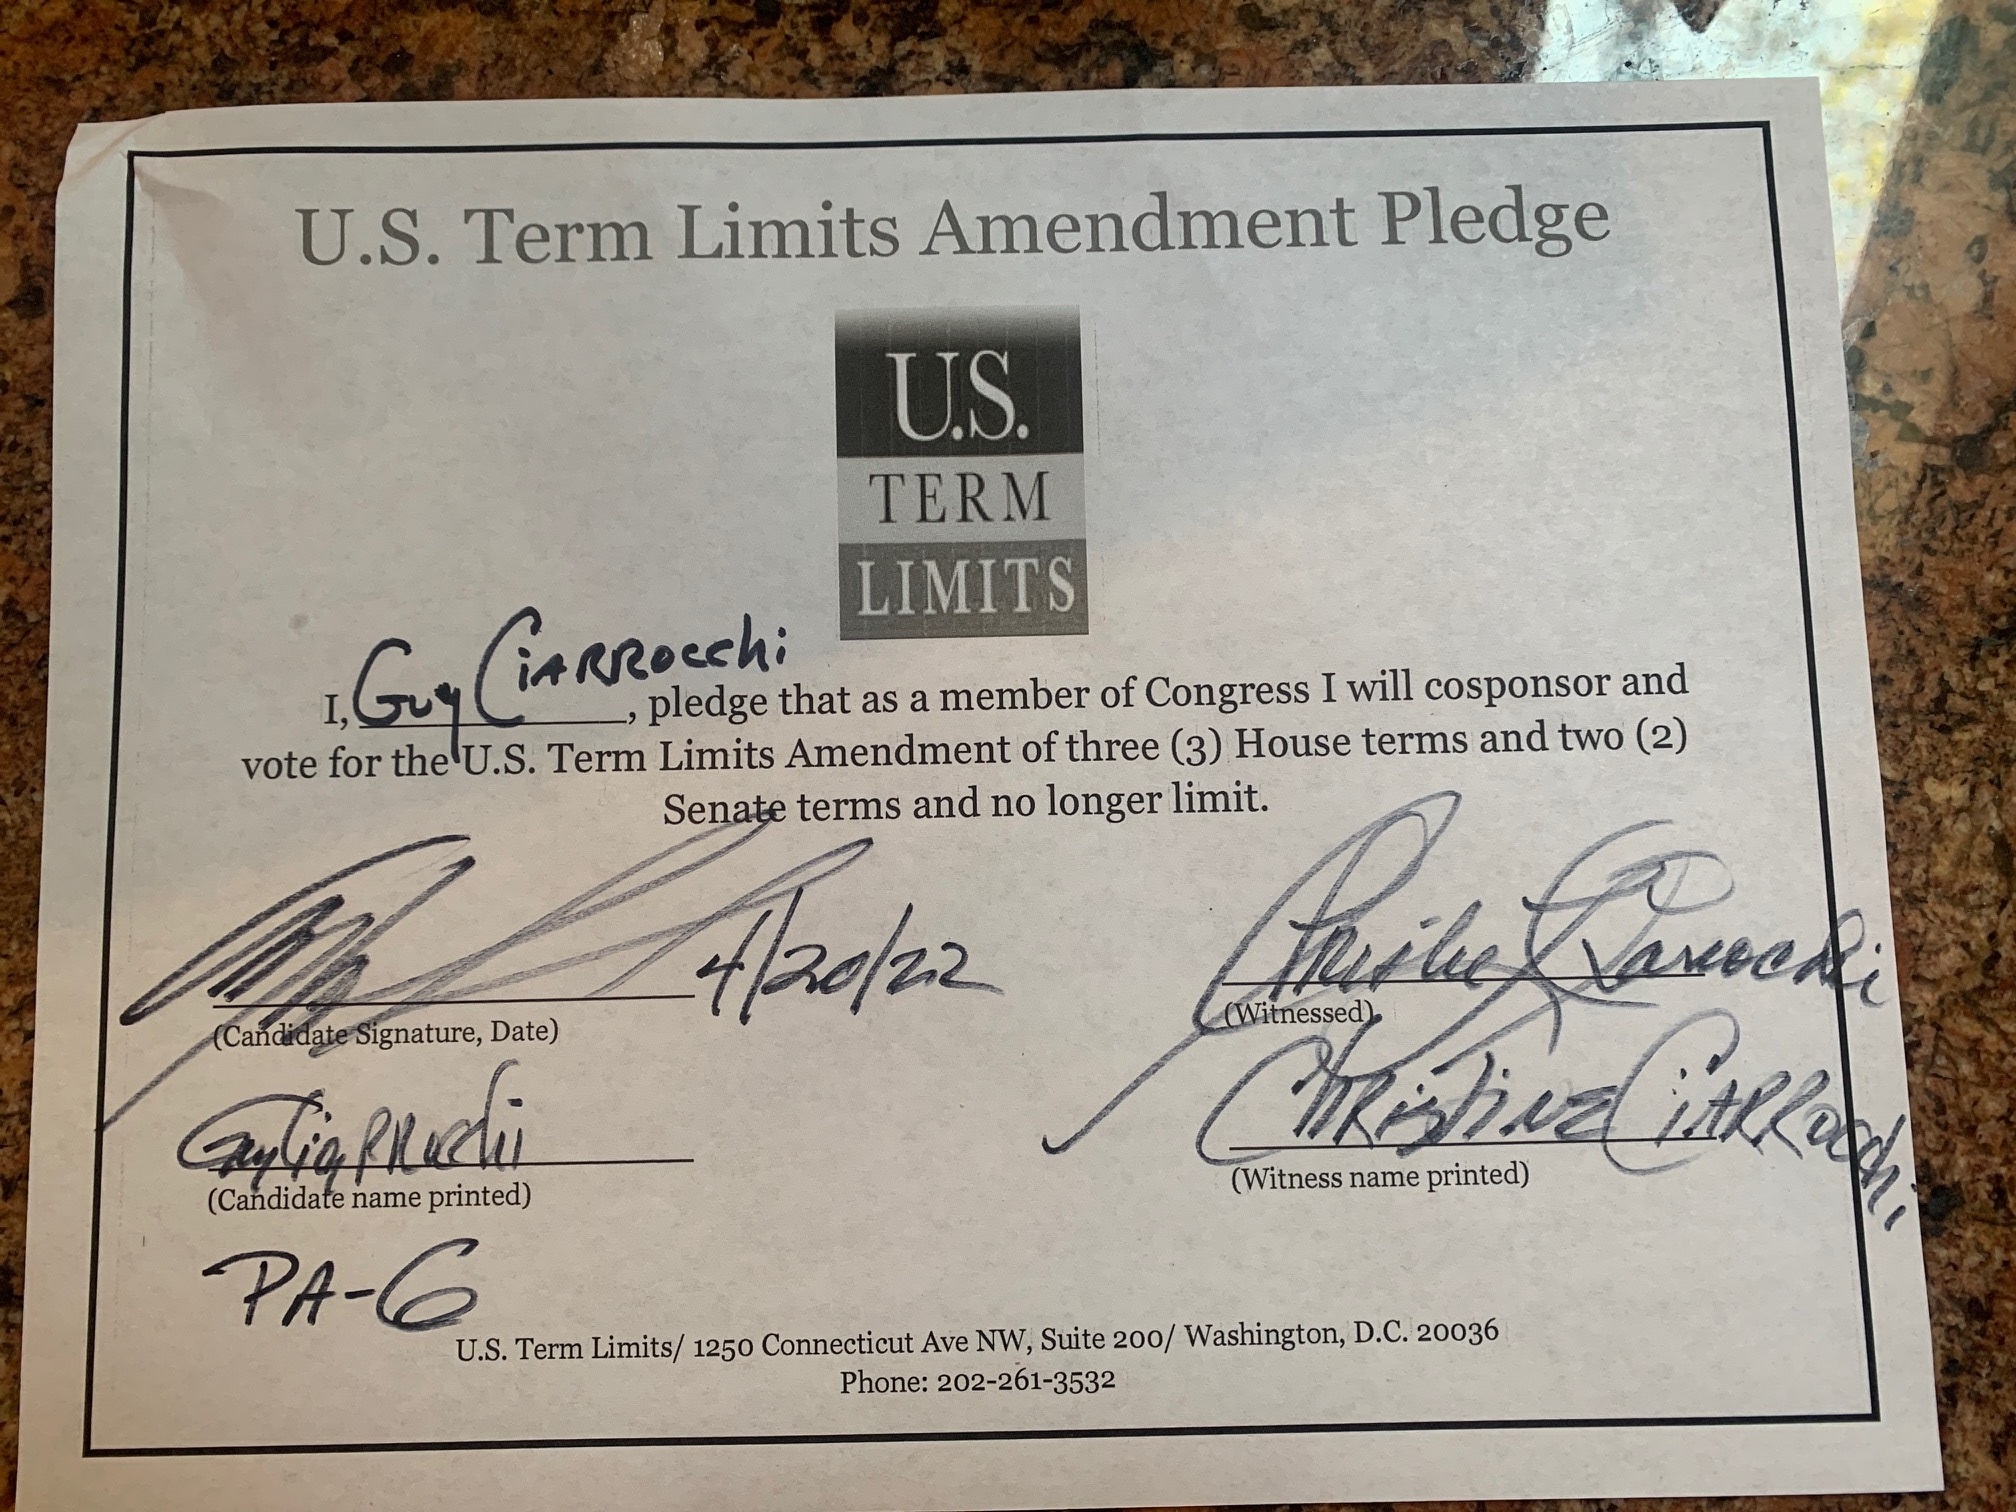 U.S. Term Limits Amendment Pledge
U.S.
TERM
LIMITS
I, Guy Ciarrocchi, pledge that as a member of Congress I will cosponsor and
vote for the U.S. Term Limits Amendment of three (3) House terms and two (2)
Senate terms and no longer limit.
4/20/22
(Candidate Signature, Date)
Christine Ciarrocchi
(Witnessed)
Guy Ciarrocchi
(Candidate name printed)
Christine Ciarrocchi
(Witness name printed)
PA-6
U.S. Term Limits/ 1250 Connecticut Ave NW, Suite 200/ Washington, D.C. 20036
Phone: 202-261-3532